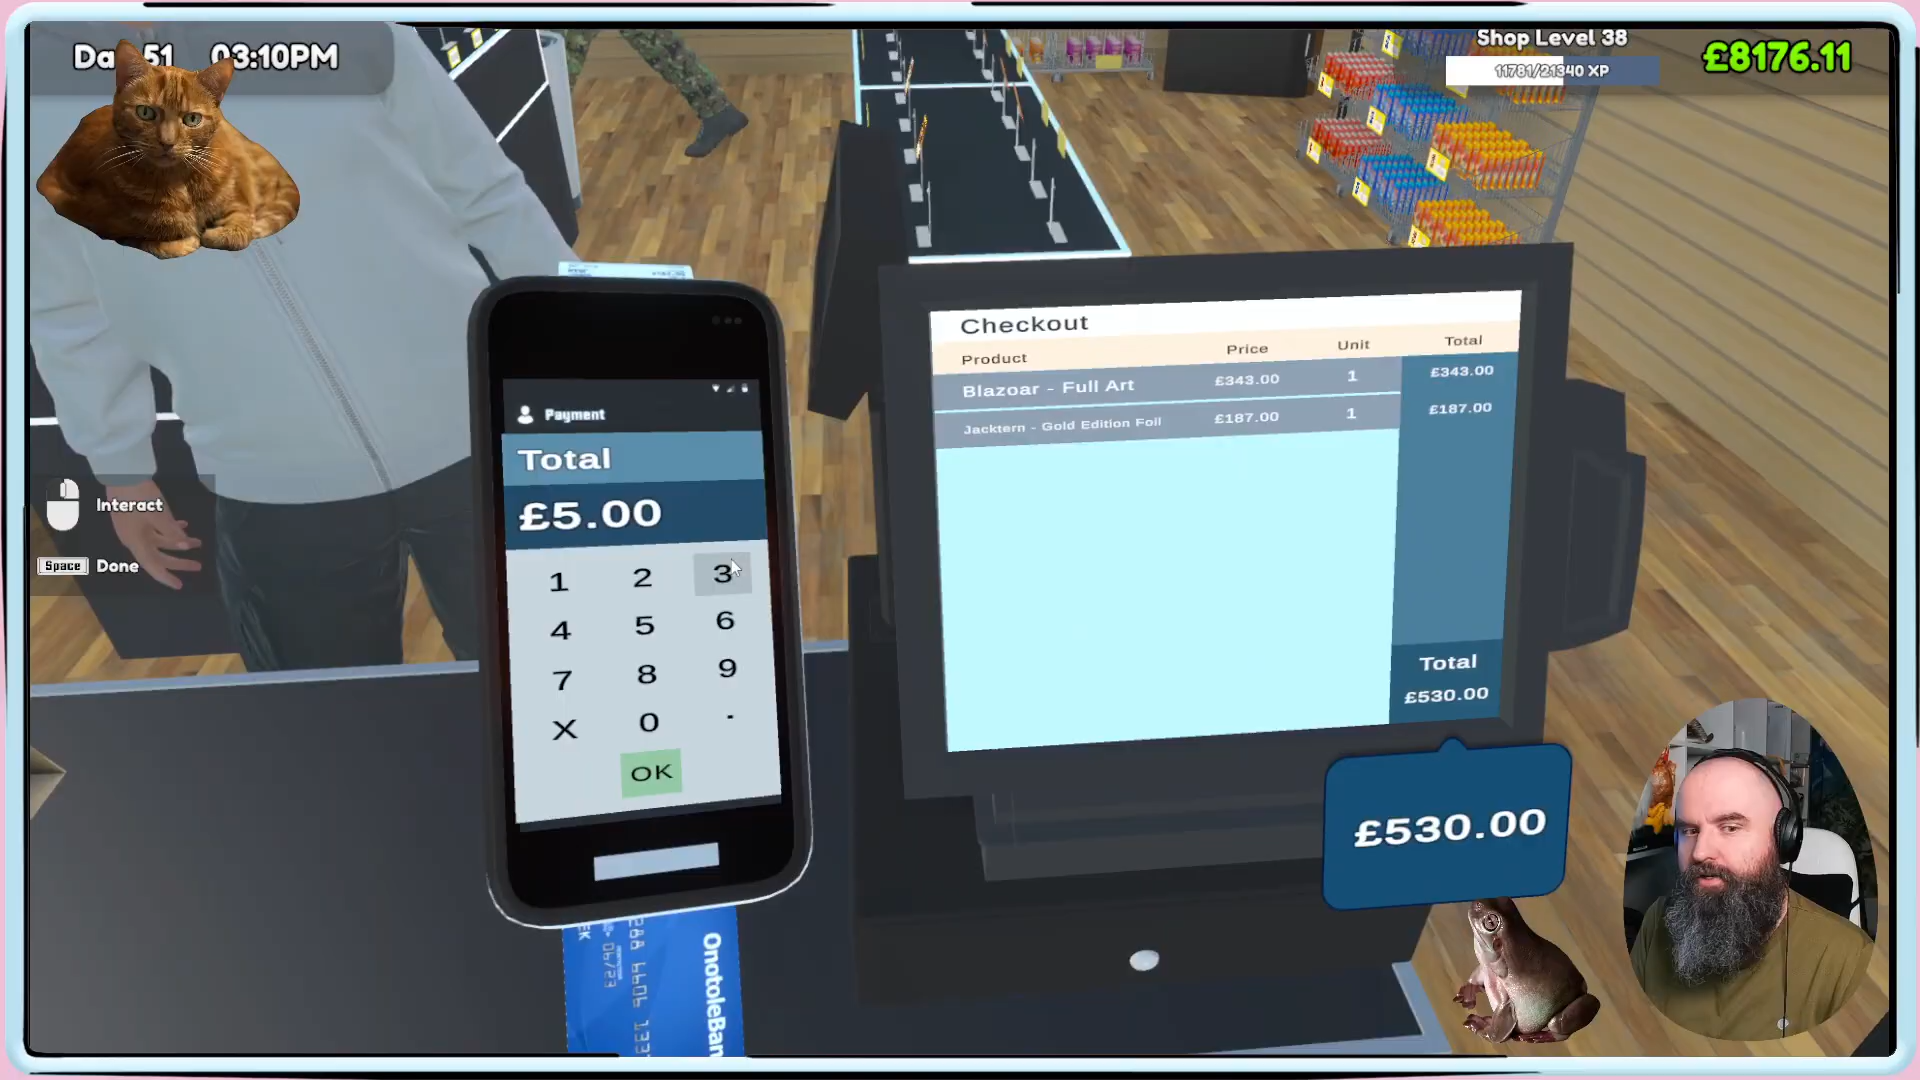 Da 51 03:10PM
Shop Level 38
11781/21340 XP
£8176.11
Interact
Space Done
Payment
Total
£5.00
1 2 3
4 5 6
7 8 9
X 0 .
OK
Checkout
Product Price Unit Total
Blazoar - Full Art £343.00 1 £343.00
Jacktern - Gold Edition Foil £187.00 1 £187.00
Total
£530.00
£530.00
OnotoleBan
06/23